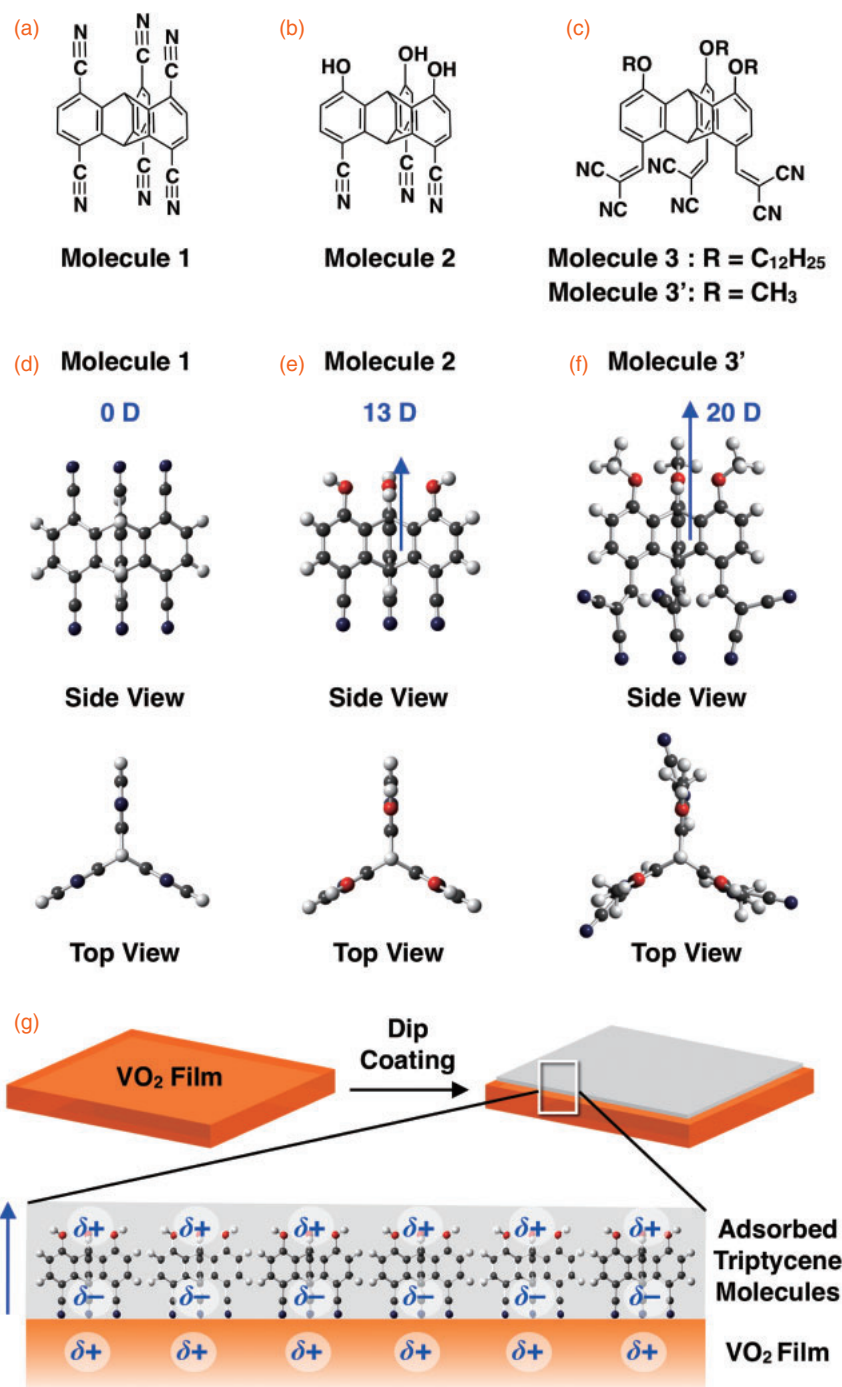 (a)
(b)
(c)
N C C N N C
C N N C C N
HO OH OH
C N C N C N
RO OR OR
NC NC CN
NC NC CN
Molecule 1
Molecule 2
Molecule 3 : R = C₁₂H₂₅
Molecule 3’: R = CH₃
(d) Molecule 1
(e) Molecule 2
(f) Molecule 3’
0 D
13 D
20 D
Side View
Side View
Side View
Top View
Top View
Top View
(g)
VO₂ Film
Dip
Coating
δ+ δ+ δ+ δ+ δ+ δ+
δ− δ− δ− δ− δ− δ−
δ+ δ+ δ+ δ+ δ+ δ+
Adsorbed
Triptycene
Molecules
VO₂ Film